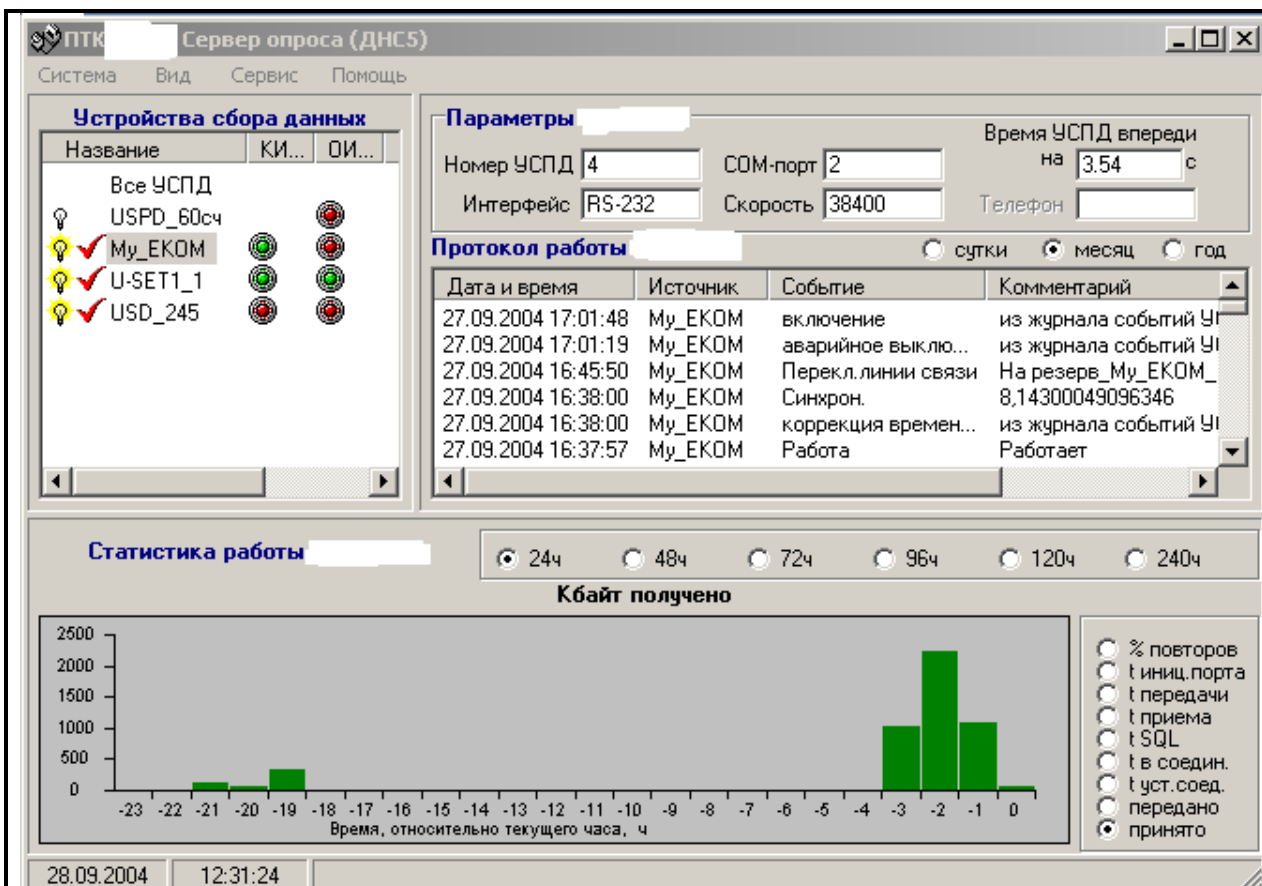 ПТК Сервер опроса (ДНС5)
Система Вид Сервис Помощь
Устройства сбора данных
Название КИ... ОИ...
Все УСПД
USPD_60сч
My_EKOM
U-SET1_1
USD_245
Параметры
Время УСПД впереди
Номер УСПД 4 COM-порт 2 на 3.54 с
Интерфейс RS-232 Скорость 38400 Телефон
Протокол работы сутки месяц год
Дата и время Источник Событие Комментарий
27.09.2004 17:01:48 My_EKOM включение из журнала событий
27.09.2004 17:01:19 My_EKOM аварийное выклю... из журнала событий
27.09.2004 16:45:50 My_EKOM Перекл.линии связи На резерв_My_EKOM_
27.09.2004 16:38:00 My_EKOM Синхрон. 8,14300049096346
27.09.2004 16:38:00 My_EKOM коррекция времен... из журнала событий
27.09.2004 16:37:57 My_EKOM Работа Работает
Статистика работы 24ч 48ч 72ч 96ч 120ч 240ч
Кбайт получено
2500
2000
1500
1000
500
0
-23 -22 -21 -20 -19 -18 -17 -16 -15 -14 -13 -12 -11 -10 -9 -8 -7 -6 -5 -4 -3 -2 -1 0
Время, относительно текущего часа, ч
% повторов
t иниц.порта
t передачи
t приема
t SQL
t в соедин.
t уст.соед.
передано
принято
28.09.2004 12:31:24